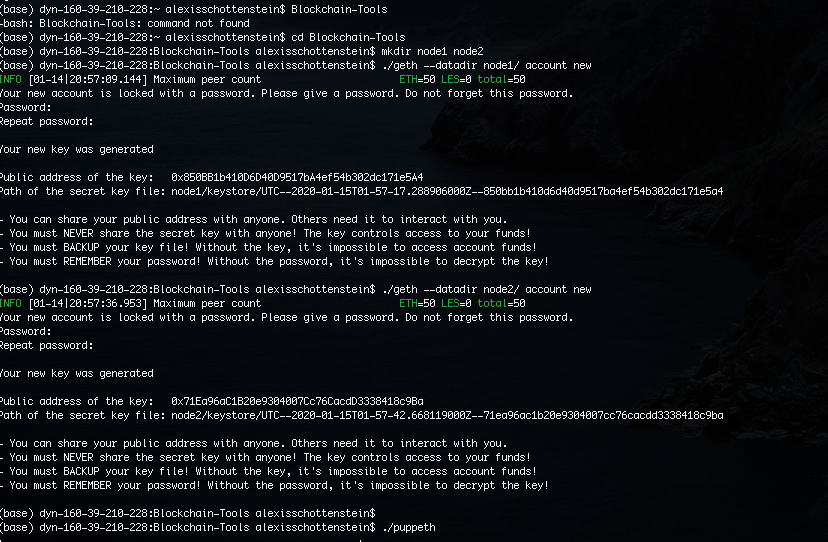 (base) dyn-160-39-210-228:~ alexisschottenstein$ Blockchain-Tools
-bash: Blockchain-Tools: command not found
(base) dyn-160-39-210-228:~ alexisschottenstein$ cd Blockchain-Tools
(base) dyn-160-39-210-228:Blockchain-Tools alexisschottenstein$ mkdir node1 node2
(base) dyn-160-39-210-228:Blockchain-Tools alexisschottenstein$ ./geth --datadir node1/ account new
INFO [01-14|20:57:09.144] Maximum peer count ETH=50 LES=0 total=50
Your new account is locked with a password. Please give a password. Do not forget this password.
Password:
Repeat password:
Your new key was generated
Public address of the key: 0x850BB1b410D6D40D9517bA4ef54b302dc171e5A4
Path of the secret key file: node1/keystore/UTC--2020-01-15T01-57-17.288906000Z--850bb1b410d6d40d9517ba4ef54b302dc171e5a4
- You can share your public address with anyone. Others need it to interact with you.
- You must NEVER share the secret key with anyone! The key controls access to your funds!
- You must BACKUP your key file! Without the key, it's impossible to access account funds!
- You must REMEMBER your password! Without the password, it's impossible to decrypt the key!
(base) dyn-160-39-210-228:Blockchain-Tools alexisschottenstein$ ./geth --datadir node2/ account new
INFO [01-14|20:57:36.953] Maximum peer count ETH=50 LES=0 total=50
Your new account is locked with a password. Please give a password. Do not forget this password.
Password:
Repeat password:
Your new key was generated
Public address of the key: 0x71Ea96aC1B20e9304007Cc76CacdD3338418c9Ba
Path of the secret key file: node2/keystore/UTC--2020-01-15T01-57-42.668119000Z--71ea96ac1b20e9304007cc76cacdd3338418c9ba
- You can share your public address with anyone. Others need it to interact with you.
- You must NEVER share the secret key with anyone! The key controls access to your funds!
- You must BACKUP your key file! Without the key, it's impossible to access account funds!
- You must REMEMBER your password! Without the password, it's impossible to decrypt the key!
(base) dyn-160-39-210-228:Blockchain-Tools alexisschottenstein$
(base) dyn-160-39-210-228:Blockchain-Tools alexisschottenstein$ ./puppeth